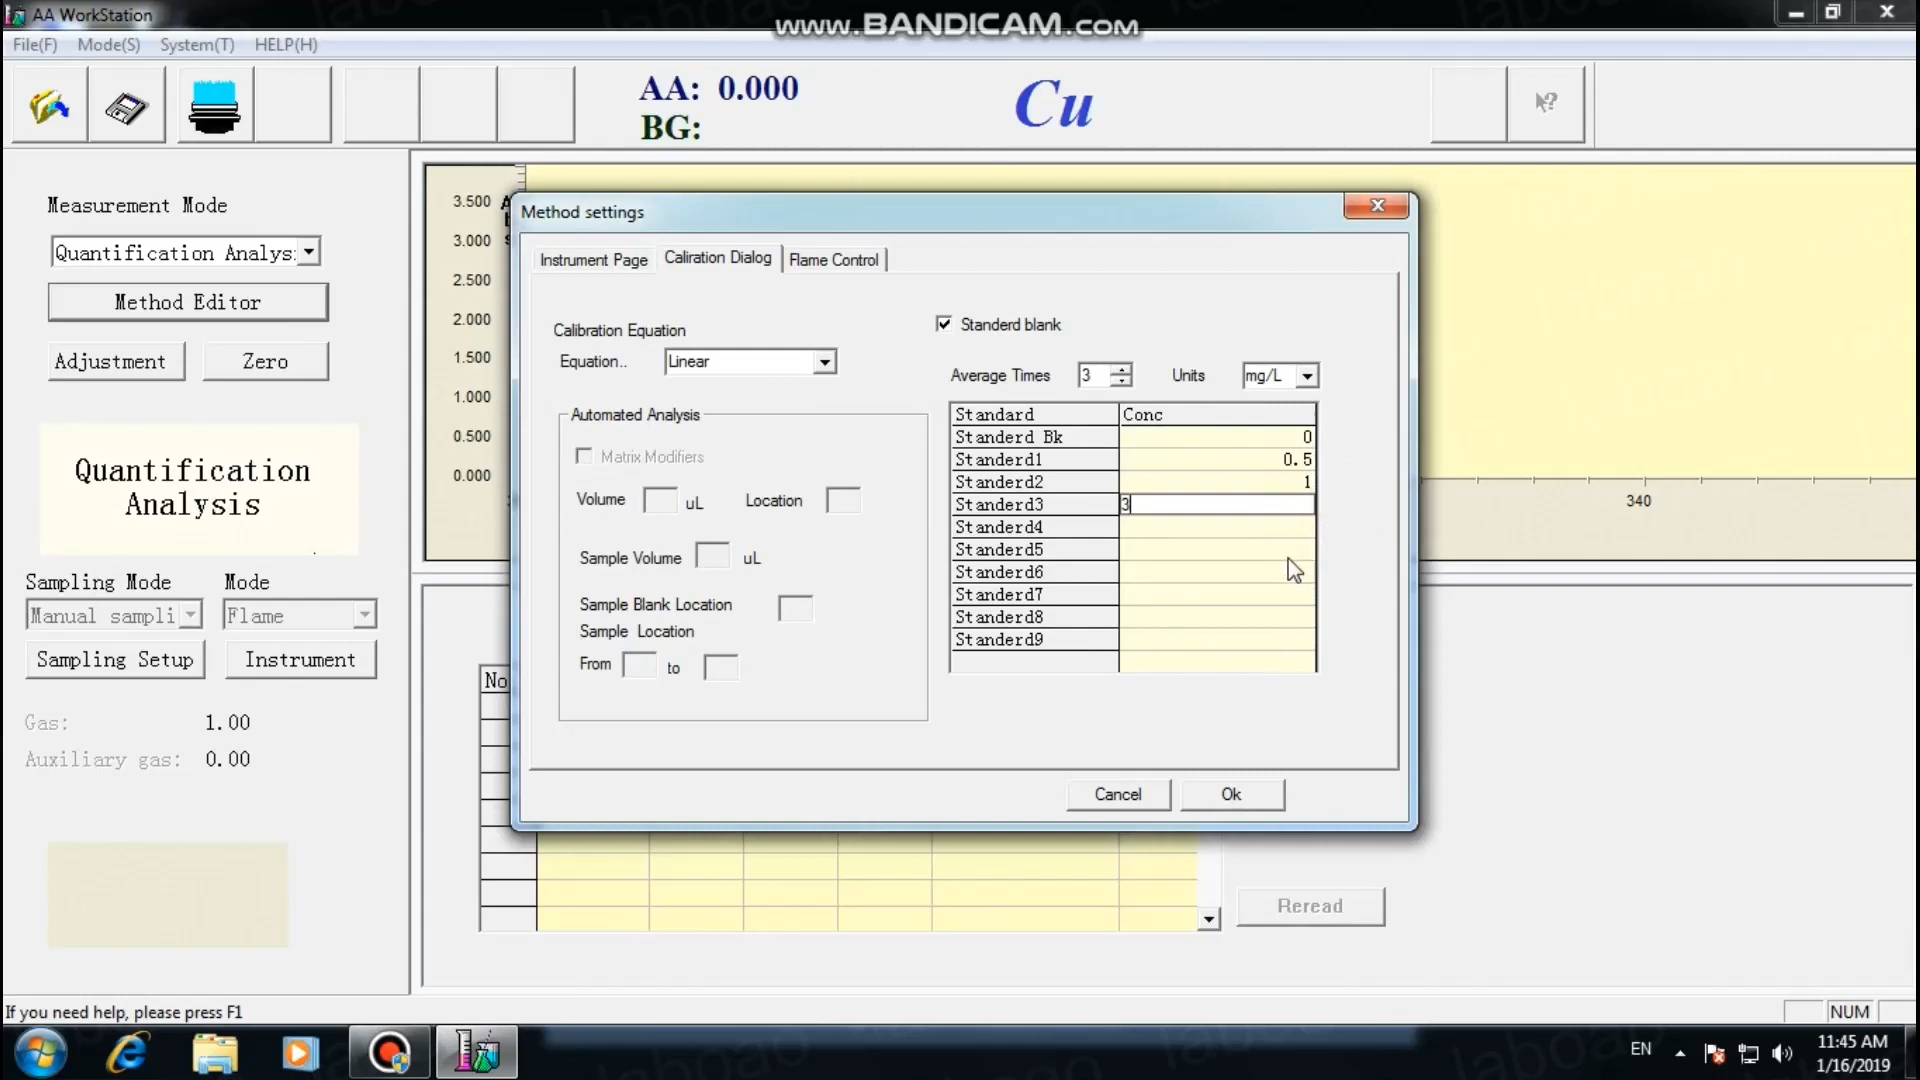 AA WorkStation
www.BANDICAM.com
File(F) Mode(S) System(T) HELP(H)
AA: 0.000
BG:
Cu
Measurement Mode
Quantification Analys
Method Editor
Adjustment Zero
Quantification
Analysis
Sampling Mode Mode
Manual sampli Flame
Sampling Setup Instrument
Gas: 1.00
Auxiliary gas: 0.00
3.500
3.000
2.500
2.000
1.500
1.000
0.500
0.000
340
Method settings
Instrument Page Caliration Dialog Flame Control
Calibration Equation
Equation.. Linear
Automated Analysis
Matrix Modifiers
Volume uL Location
Sample Volume uL
Sample Blank Location
Sample Location
From to
Standerd blank
Average Times 3 Units mg/L
Standard Conc
Standerd Bk 0
Standerd1 0.5
Standerd2 1
Standerd3 3
Standerd4
Standerd5
Standerd6
Standerd7
Standerd8
Standerd9
Cancel Ok
No
Reread
If you need help, please press F1
NUM
EN
11:45 AM
1/16/2019